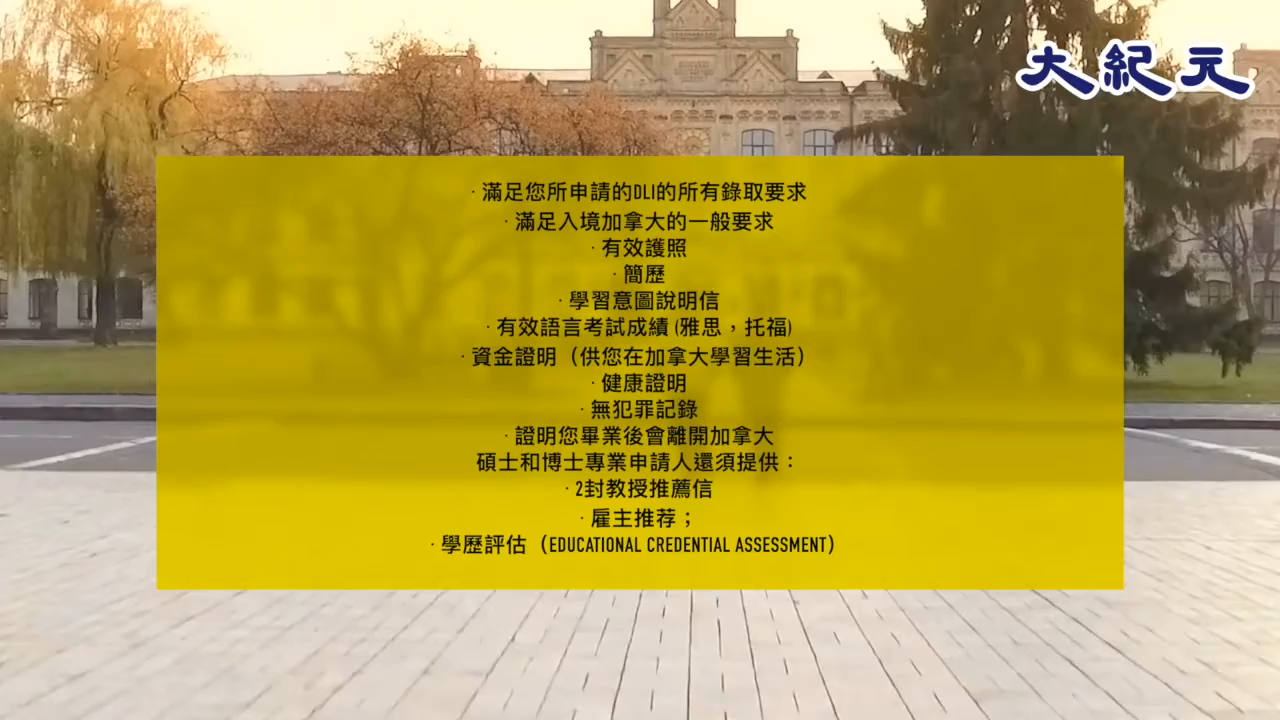 大紀元
· 滿足您所申請的DLI的所有錄取要求
· 滿足入境加拿大的一般要求
· 有效護照
· 簡歷
· 學習意圖說明信
· 有效語言考試成績 (雅思，托福)
· 資金證明（供您在加拿大學習生活）
· 健康證明
· 無犯罪記錄
· 證明您畢業後會離開加拿大
碩士和博士專業申請人還須提供：
· 2封教授推薦信
· 雇主推荐；
· 學歷評估（EDUCATIONAL CREDENTIAL ASSESSMENT）